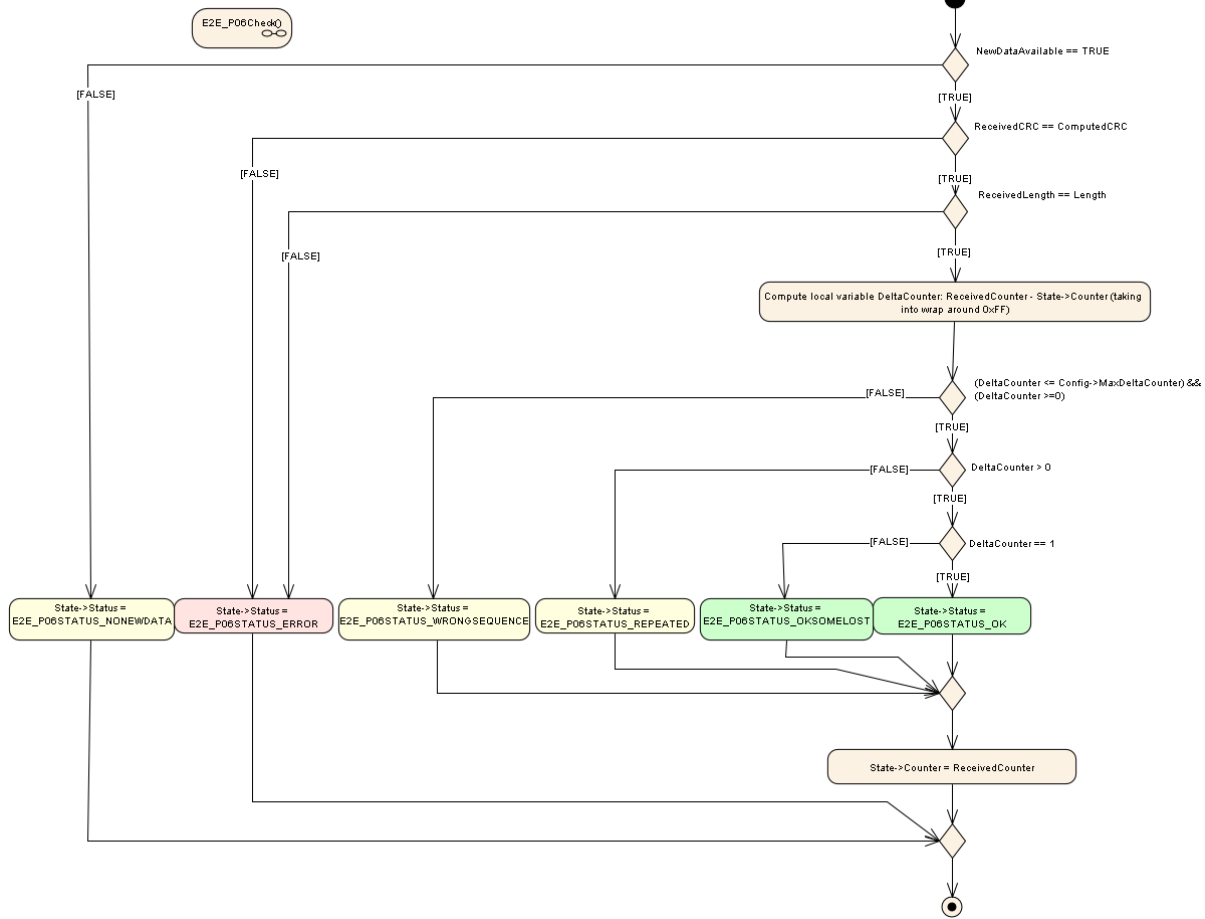 E2E_P06Check()
NewDataAvailable == TRUE
[FALSE]
[TRUE]
ReceivedCRC == ComputedCRC
[FALSE]
[TRUE]
ReceivedLength == Length
[FALSE]
[TRUE]
Compute local variable DeltaCounter: ReceivedCounter - State->Counter (taking
into wrap around 0xFF)
(DeltaCounter <= Config->MaxDeltaCounter) &&
(DeltaCounter >=0)
[FALSE]
[TRUE]
DeltaCounter > 0
[FALSE]
[TRUE]
DeltaCounter == 1
[FALSE]
[TRUE]
State->Status =
E2E_P06STATUS_NONEWDATA
State->Status =
E2E_P06STATUS_ERROR
State->Status =
E2E_P06STATUS_WRONGSEQUENCE
State->Status =
E2E_P06STATUS_REPEATED
State->Status =
E2E_P06STATUS_OKSOMELOST
State->Status =
E2E_P06STATUS_OK
State->Counter = ReceivedCounter